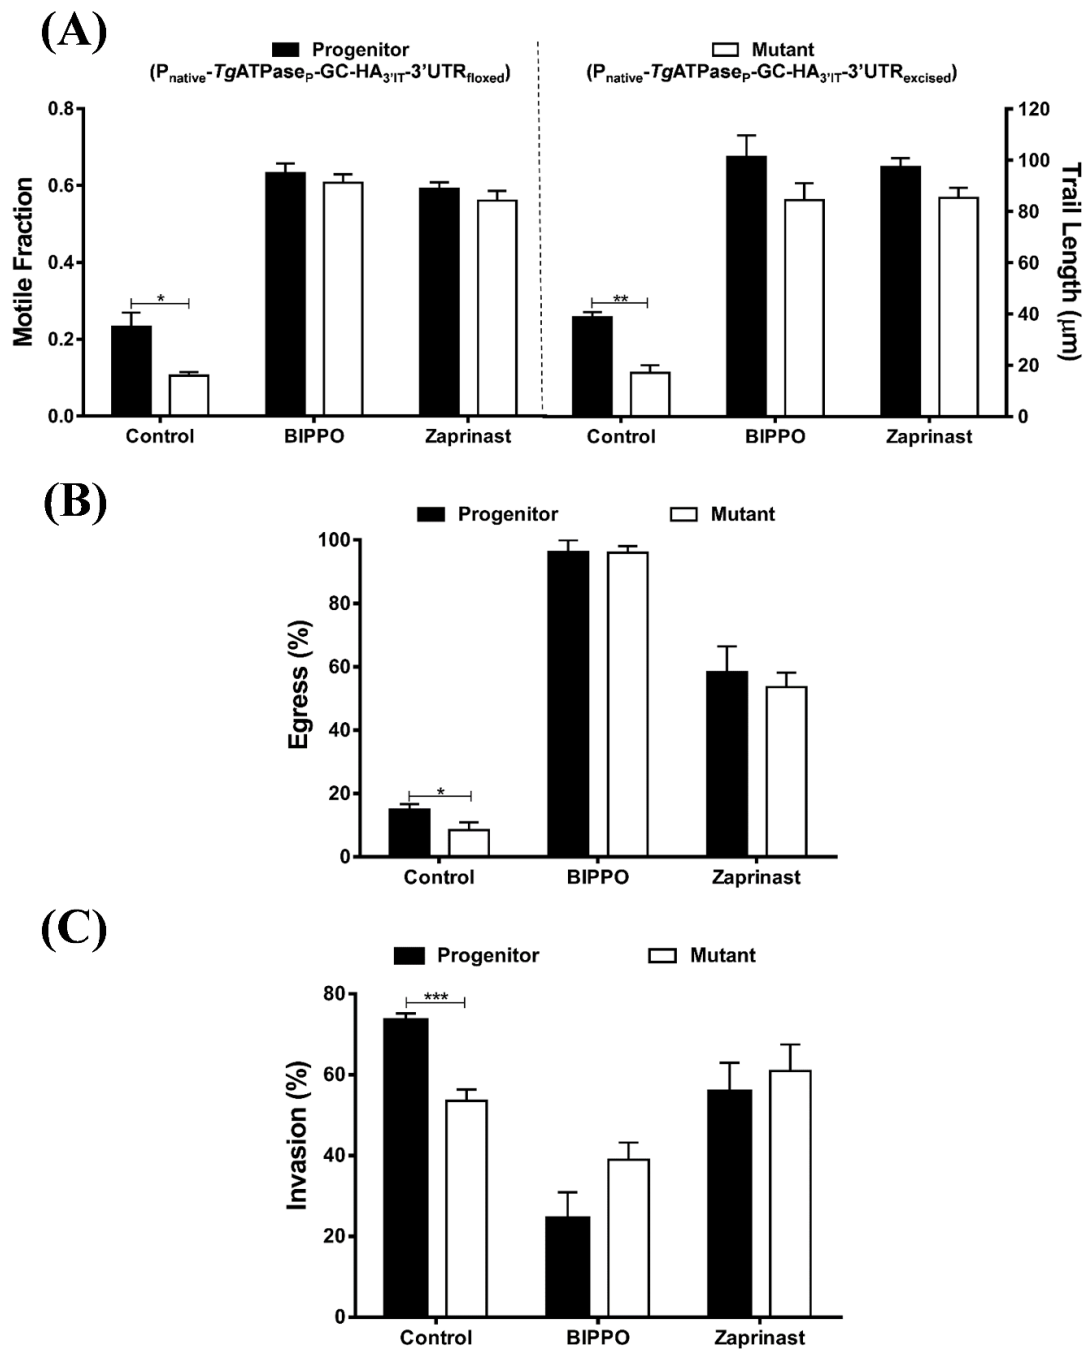 (A)
Progenitor
(Pnative-TgATPaseP-GC-HA3'IT-3'UTRfloxed)
Mutant
(Pnative-TgATPaseP-GC-HA3'IT-3'UTRexcised)
Motile Fraction
0.8
0.6
0.4
0.2
0.0
*
Control
BIPPO
Zaprinast
**
Control
BIPPO
Zaprinast
120
100
80
60
40
20
0
Trail Length (μm)
(B)
Progenitor
Mutant
Egress (%)
100
80
60
40
20
0
*
Control
BIPPO
Zaprinast
(C)
Progenitor
Mutant
Invasion (%)
80
60
40
20
0
***
Control
BIPPO
Zaprinast